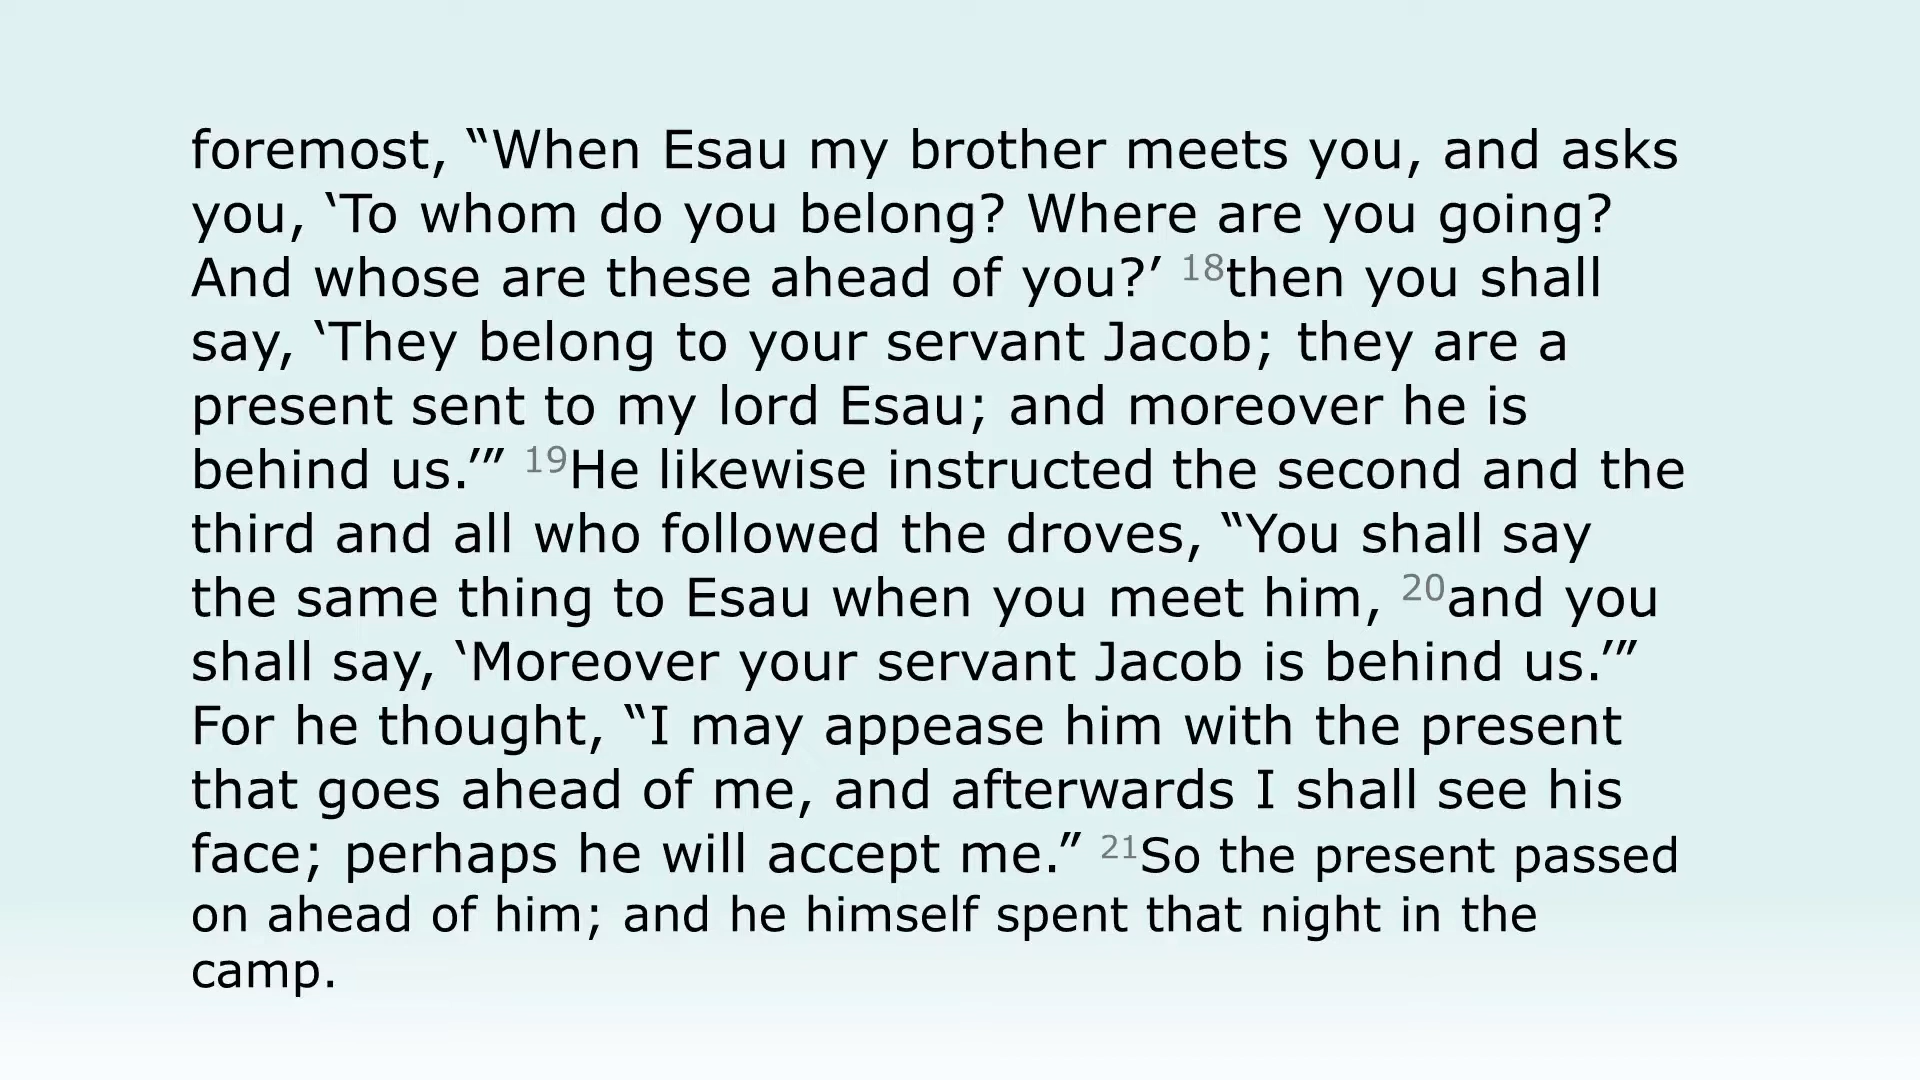 foremost, “When Esau my brother meets you, and asks
you, ‘To whom do you belong? Where are you going?
And whose are these ahead of you?’ 18then you shall
say, ‘They belong to your servant Jacob; they are a
present sent to my lord Esau; and moreover he is
behind us.’” 19He likewise instructed the second and the
third and all who followed the droves, “You shall say
the same thing to Esau when you meet him, 20and you
shall say, ‘Moreover your servant Jacob is behind us.’”
For he thought, “I may appease him with the present
that goes ahead of me, and afterwards I shall see his
face; perhaps he will accept me.” 21So the present passed
on ahead of him; and he himself spent that night in the
camp.